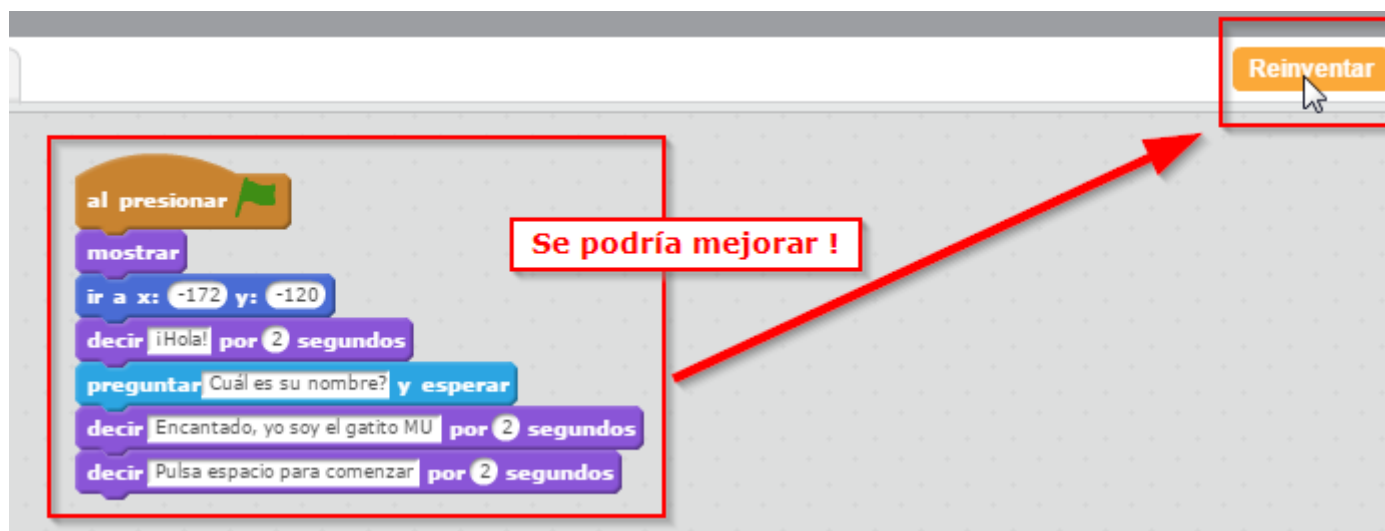 Reinventar
al presionar
mostrar
ir a x: -172 y: -120
decir ¡Hola! por 2 segundos
preguntar Cuál es su nombre? y esperar
decir Encantado, yo soy el gatito MU por 2 segundos
decir Pulsa espacio para comenzar por 2 segundos
Se podría mejorar !